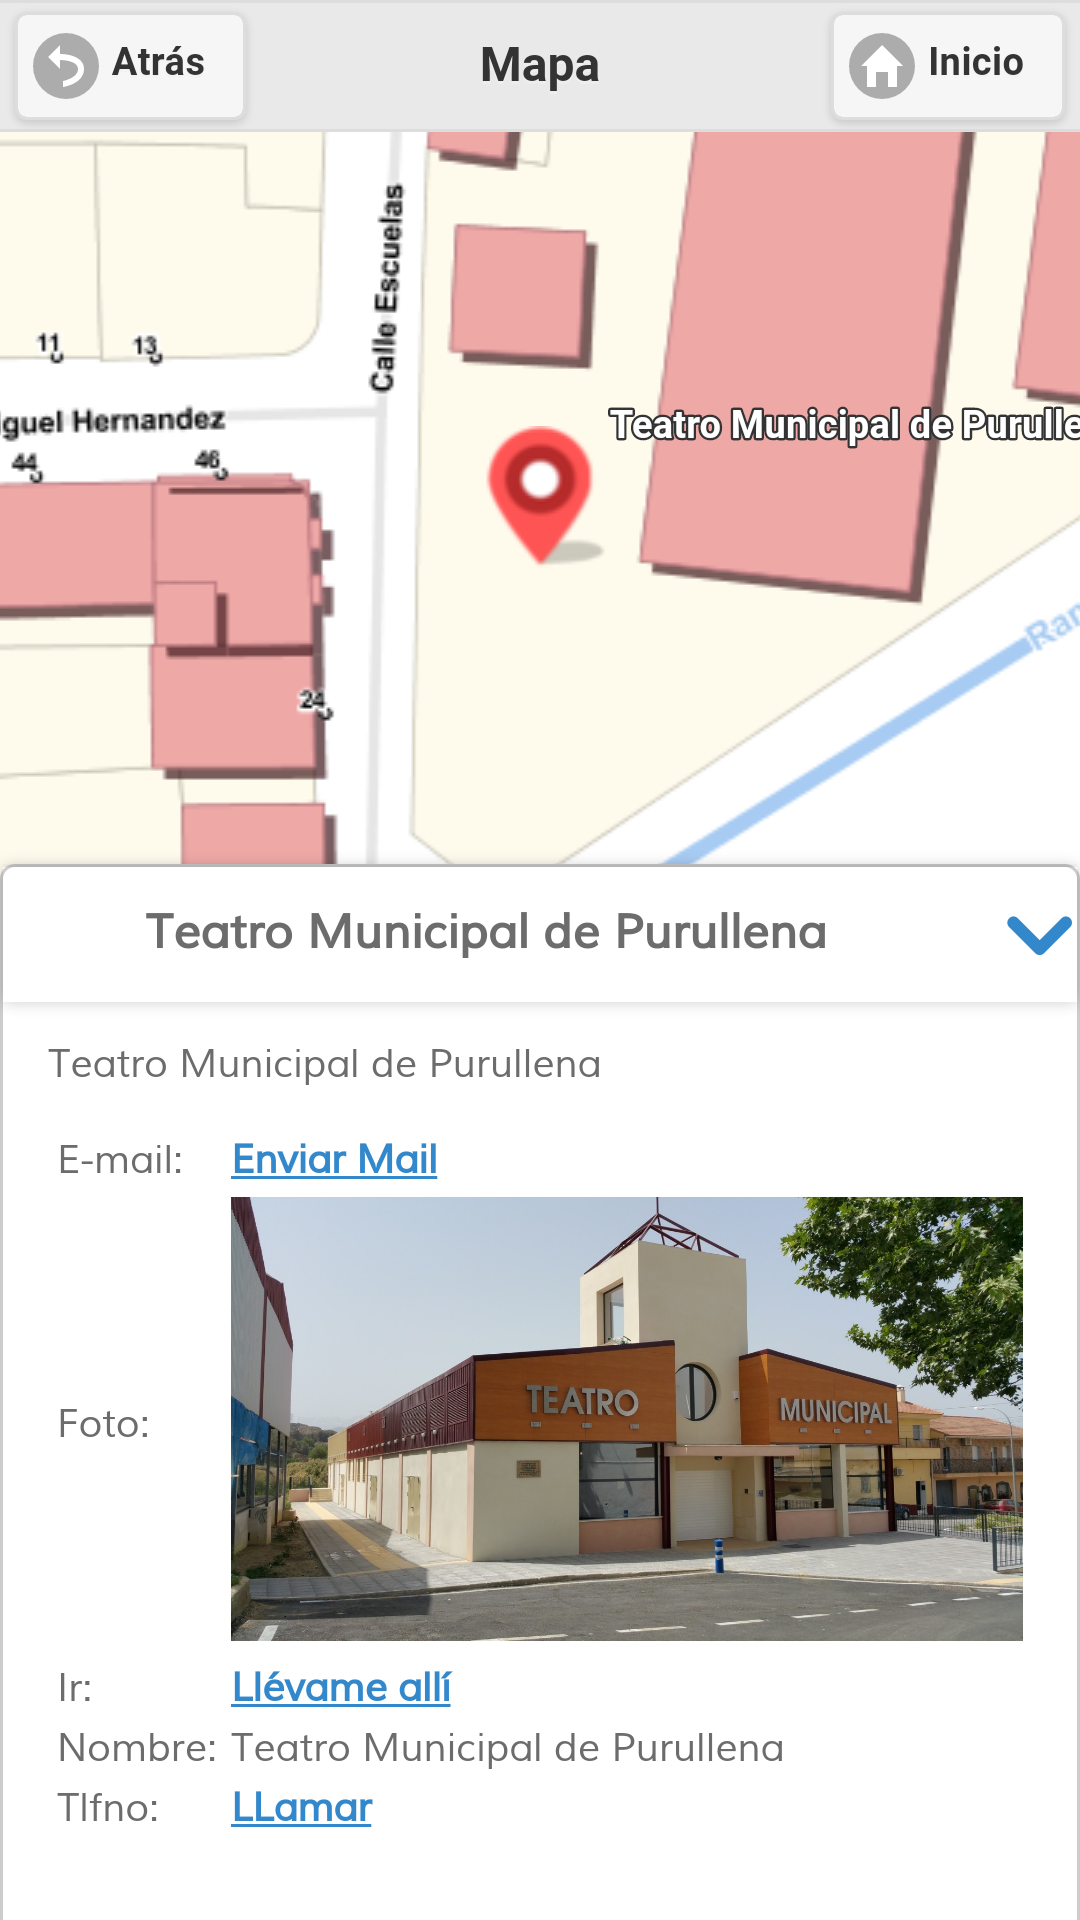 Atrás
Mapa
Inicio
Calle Escuelas
11
13
guel Hernandez
44
46
Teatro Municipal de Purulle
Ran
24
Teatro Municipal de Purullena
Teatro Municipal de Purullena
E-mail: Enviar Mail
Foto:
TEATRO
MUNICIPAL
Ir: Llévame allí
Nombre: Teatro Municipal de Purullena
Tlfno: LLamar